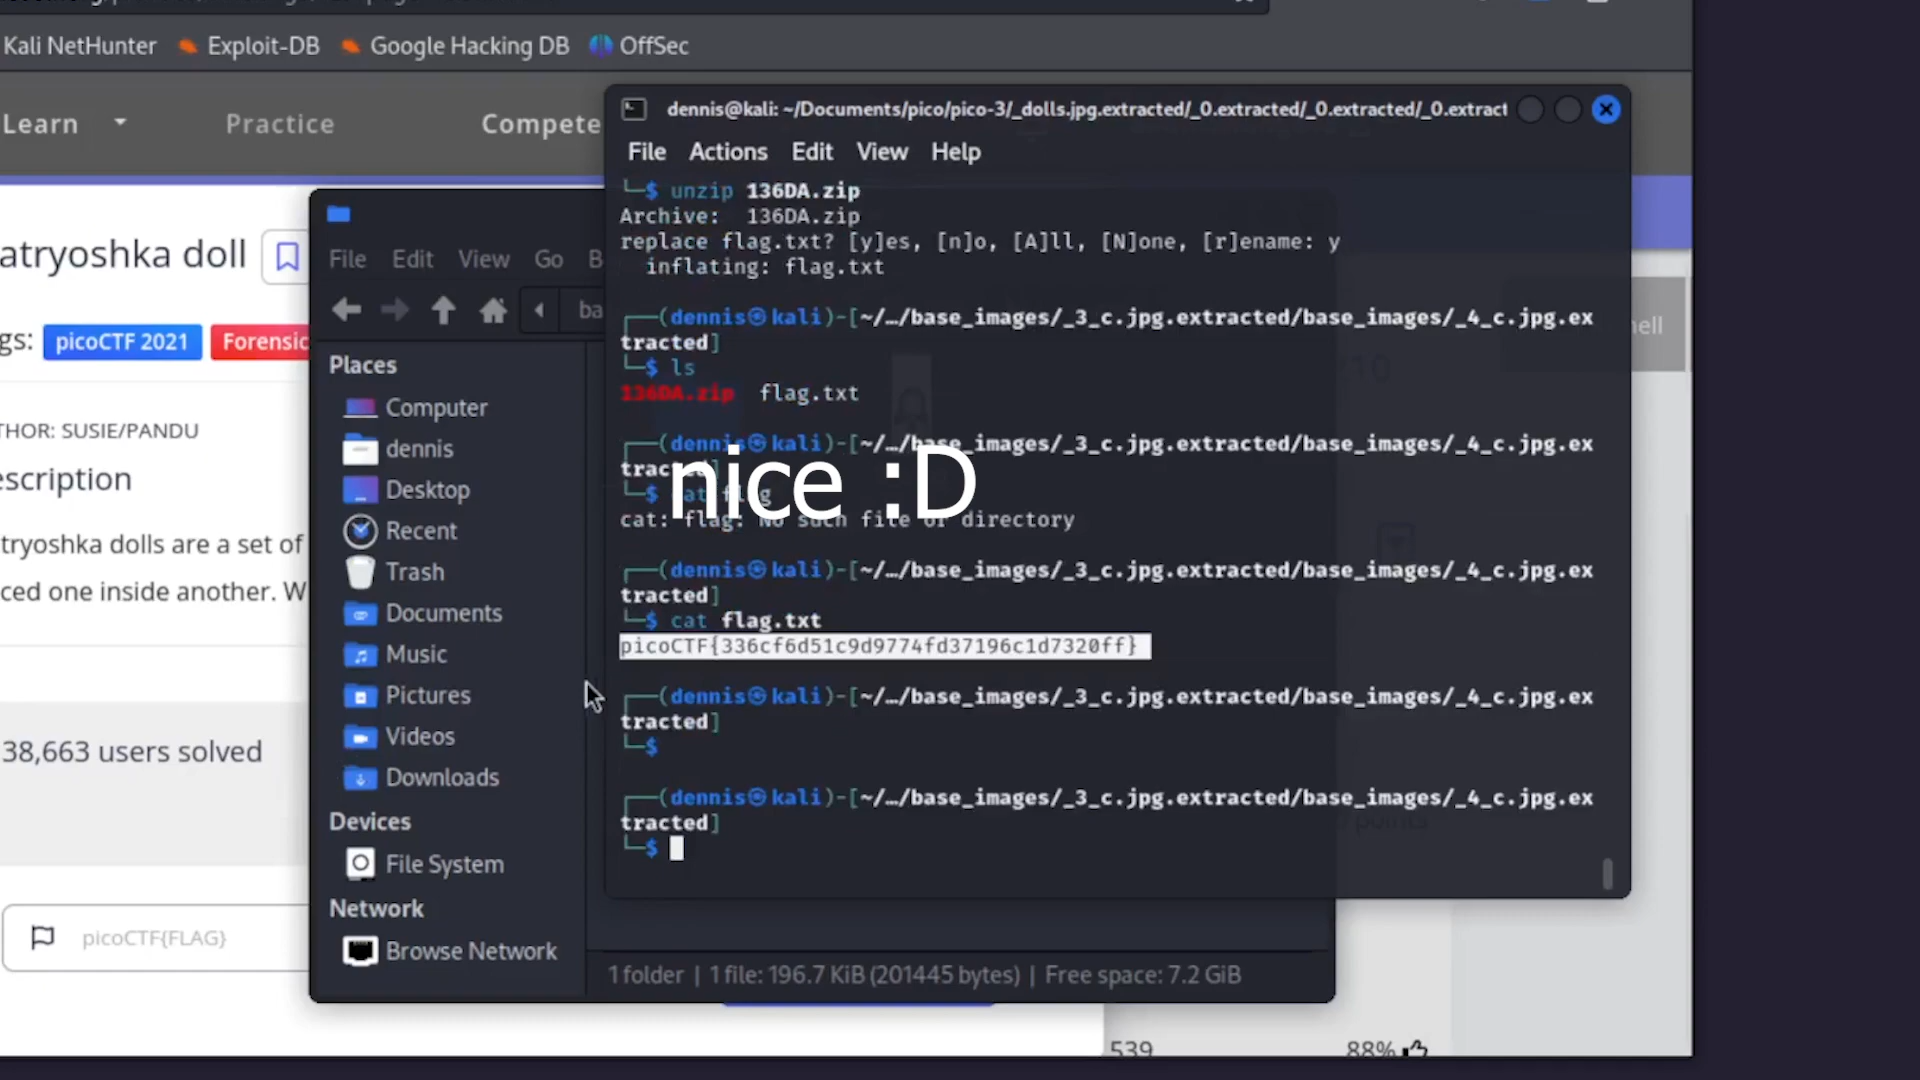 Kali NetHunter Exploit-DB Google Hacking DB OffSec
Learn Practice Compete
atryoshka doll
gs: picoCTF 2021 Forensic
THOR: SUSIE/PANDU
escription
tryoshka dolls are a set of
ced one inside another. W
38,663 users solved
picoCTF{FLAG}
File Edit View Go B
ba
Places
Computer
dennis
Desktop
Recent
Trash
Documents
Music
Pictures
Videos
Downloads
Devices
File System
Network
Browse Network
1 folder | 1 file: 196.7 KiB (201445 bytes) | Free space: 7.2 GiB
dennis@kali: ~/Documents/pico/pico-3/_dolls.jpg.extracted/_0.extracted/_0.extracted/_0.extract
File Actions Edit View Help
└─$ unzip 136DA.zip
Archive:  136DA.zip
replace flag.txt? [y]es, [n]o, [A]ll, [N]one, [r]ename: y
  inflating: flag.txt
┌──(dennis㉿kali)-[~/…/base_images/_3_c.jpg.extracted/base_images/_4_c.jpg.ex
tracted]
└─$ ls
136DA.zip  flag.txt
┌──(dennis㉿kali)-[~/…/base_images/_3_c.jpg.extracted/base_images/_4_c.jpg.ex
tracted]
└─$ cat flag
cat: flag: No such file or directory
nice :D
┌──(dennis㉿kali)-[~/…/base_images/_3_c.jpg.extracted/base_images/_4_c.jpg.ex
tracted]
└─$ cat flag.txt
picoCTF{336cf6d51c9d9774fd37196c1d7320ff}
┌──(dennis㉿kali)-[~/…/base_images/_3_c.jpg.extracted/base_images/_4_c.jpg.ex
tracted]
└─$
┌──(dennis㉿kali)-[~/…/base_images/_3_c.jpg.extracted/base_images/_4_c.jpg.ex
tracted]
└─$
ell
points
539 88%